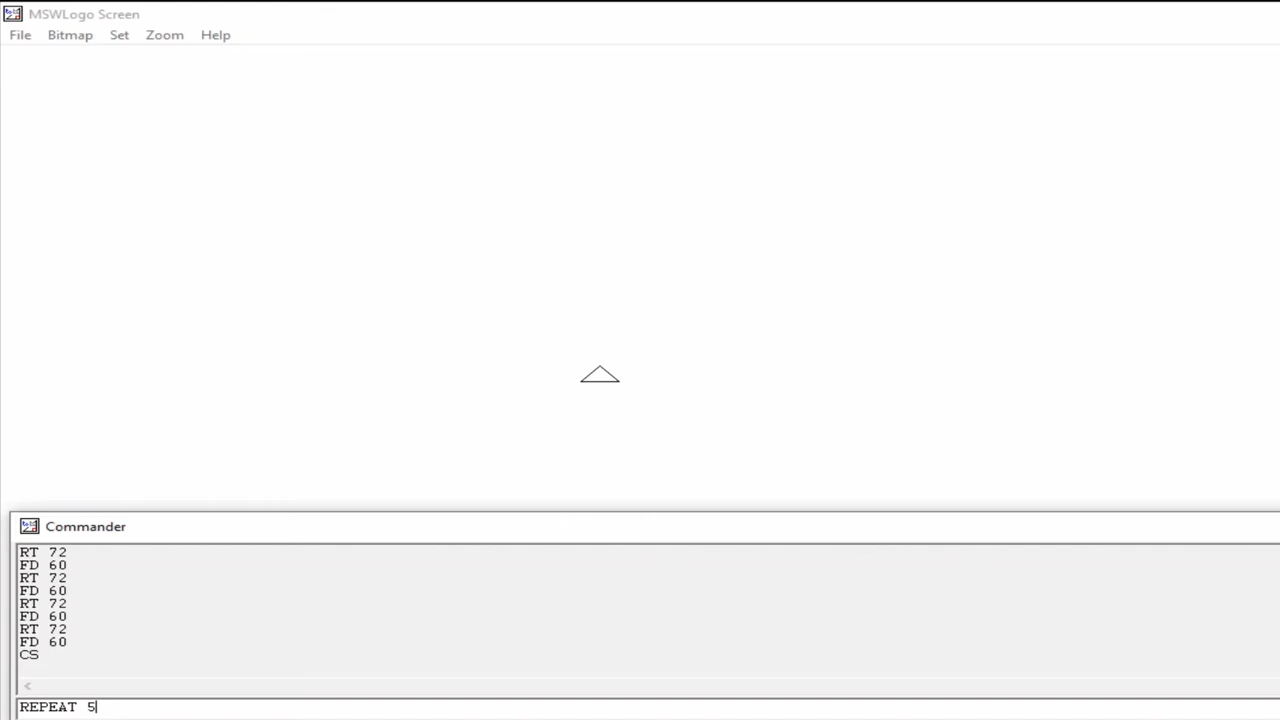 MSWLogo Screen
File Bitmap Set Zoom Help
Commander
RT 72
FD 60
RT 72
FD 60
RT 72
FD 60
RT 72
FD 60
CS
REPEAT 5